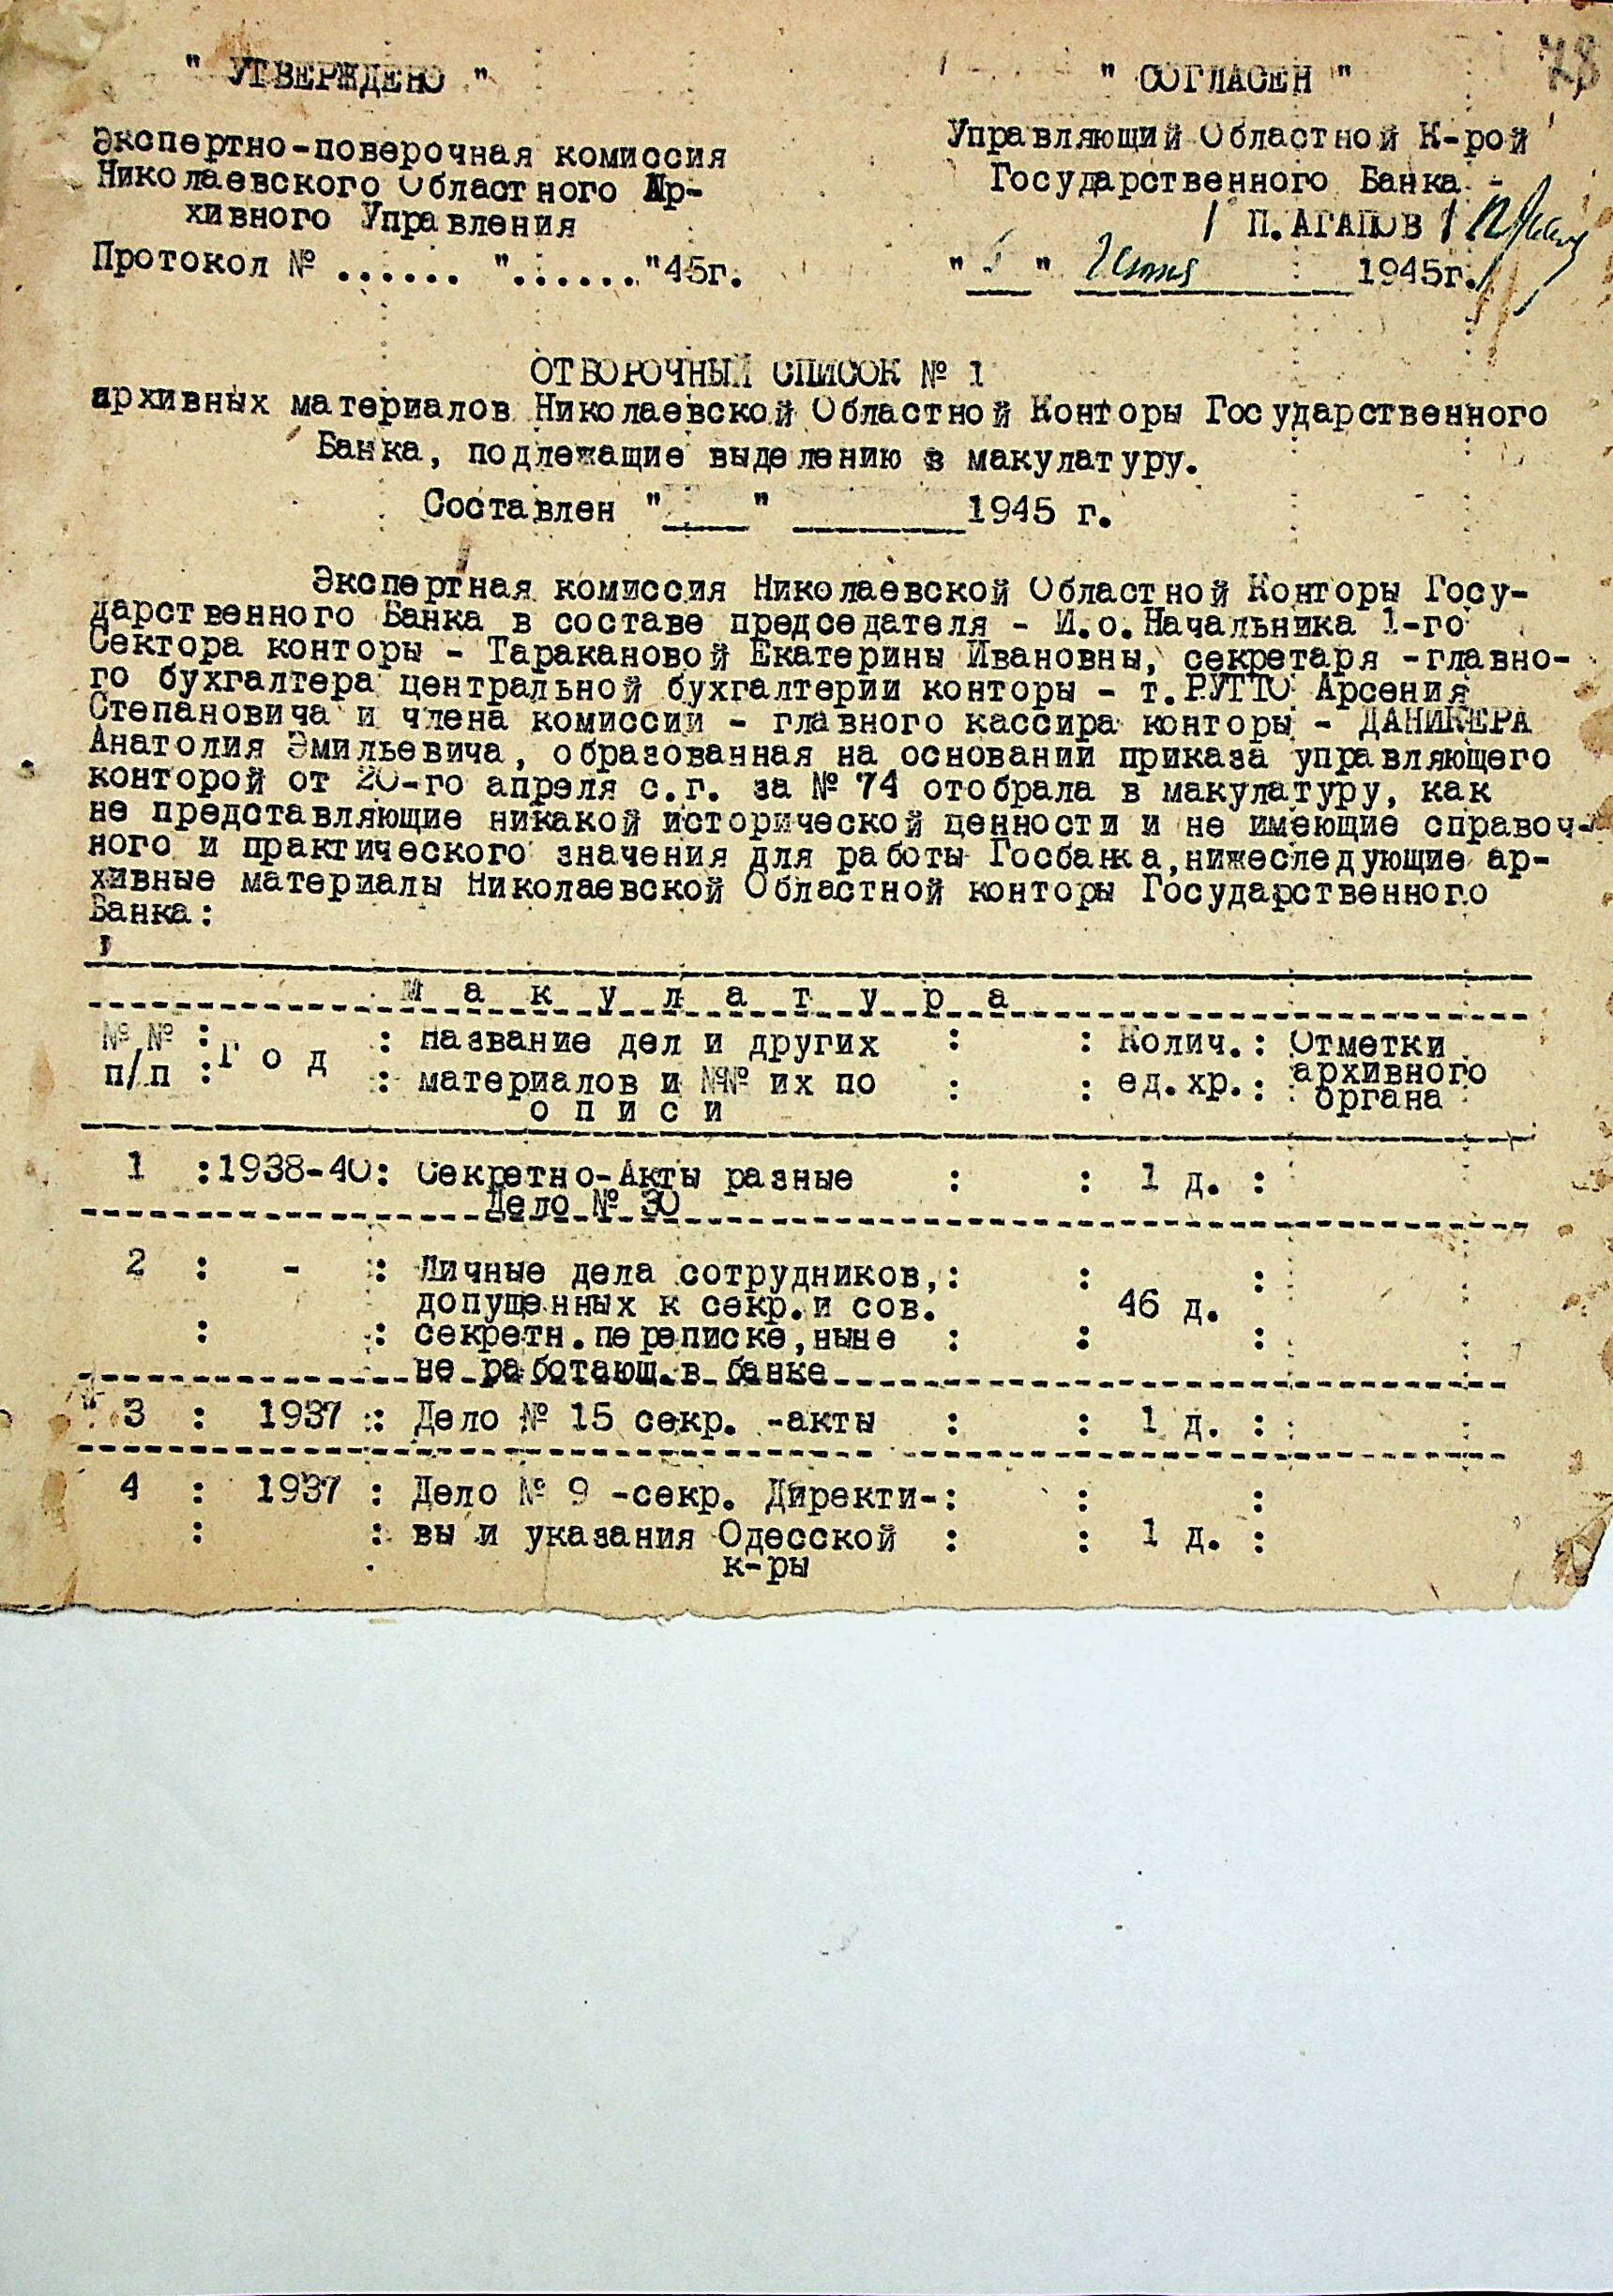 78
" УТВЕРЖДЕНО "
Экспертно-поверочная комиссия
Николаевского Областного Ар-
хивного Управления
Протокол № ...... "......"45г.
" СОГЛАСЕН "
Управляющий Областной К-рой
Государственного Банка -
/ П.АГАПОВ /
" 5 " Июня 1945г.
ОТБОРОЧНЫЙ СПИСОК № 1
архивных материалов Николаевской Областной Конторы Государственного
Банка, подлежащие выделению в макулатуру.
Составлен "____" ________1945 г.
Экспертная комиссия Николаевской Областной Конторы Госу-
дарственного Банка в составе председателя - И.о.Начальника 1-го
Сектора конторы - Таракановой Екатерины Ивановны, секретаря -главно-
го бухгалтера центральной бухгалтерии конторы - т.РУТТО Арсения
Степановича и члена комиссии - главного кассира конторы - ДАНИКЕРА
Анатолия Эмильевича, образованная на основании приказа управляющего
конторой от 20-го апреля с.г. за № 74 отобрала в макулатуру, как
не представляющие никакой исторической ценности и не имеющие справоч-
ного и практического значения для работы Госбанка,нижеследующие ар-
хивные материалы Николаевской Областной конторы Государственного
Банка:
М а к у л а т у р а
№ № : Г о д : Название дел и других : : Колич. : Отметки
п/п : : материалов и №№ их по : : ед.хр. : архивного
о п и с и органа
1 :1938-40: Секретно-Акты разные : : 1 д. :
Дело № 30
2 : - : Личные дела сотрудников, : : :
допущенных к секр.и сов. 46 д.
: : секретн.переписке,ныне : : :
не работающ.в банке
3 : 1937 : Дело № 15 секр. -акты : : 1 д. :
4 : 1937 : Дело № 9 -секр. Директи-: : :
: : вы и указания Одесской : : 1 д. :
к-ры